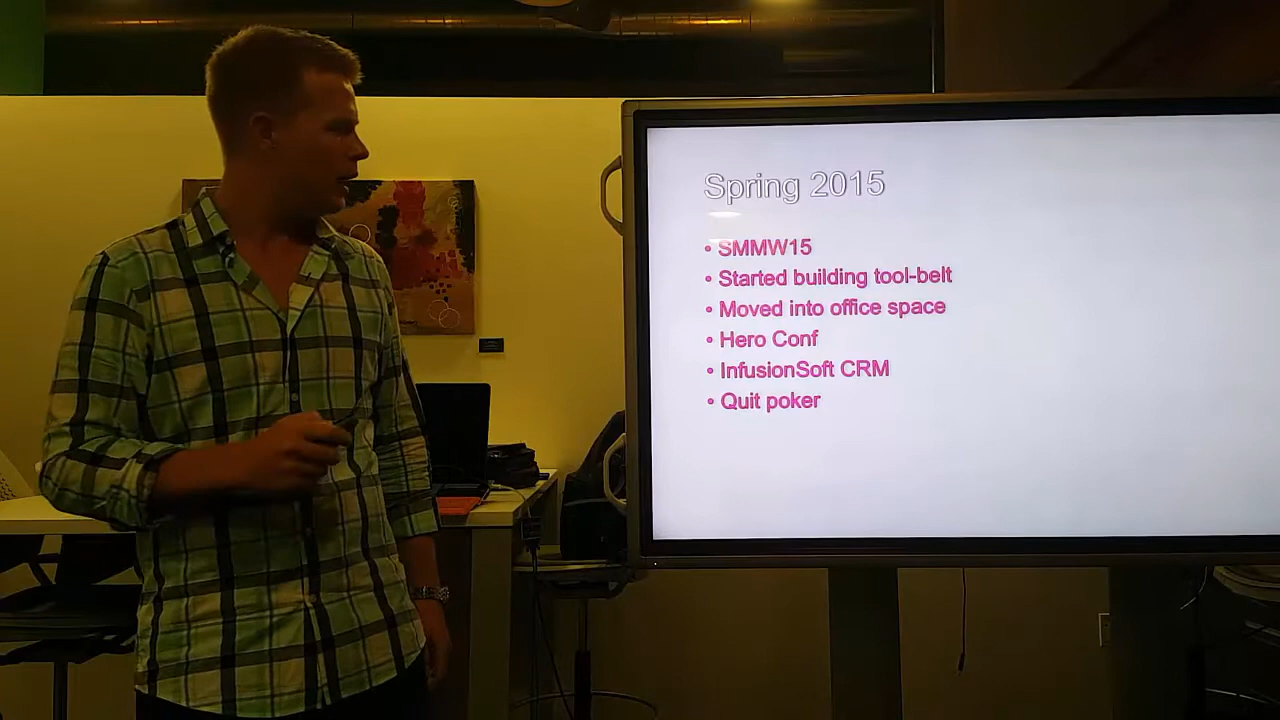 Spring 2015
• SMMW15
• Started building tool-belt
• Moved into office space
• Hero Conf
• InfusionSoft CRM
• Quit poker